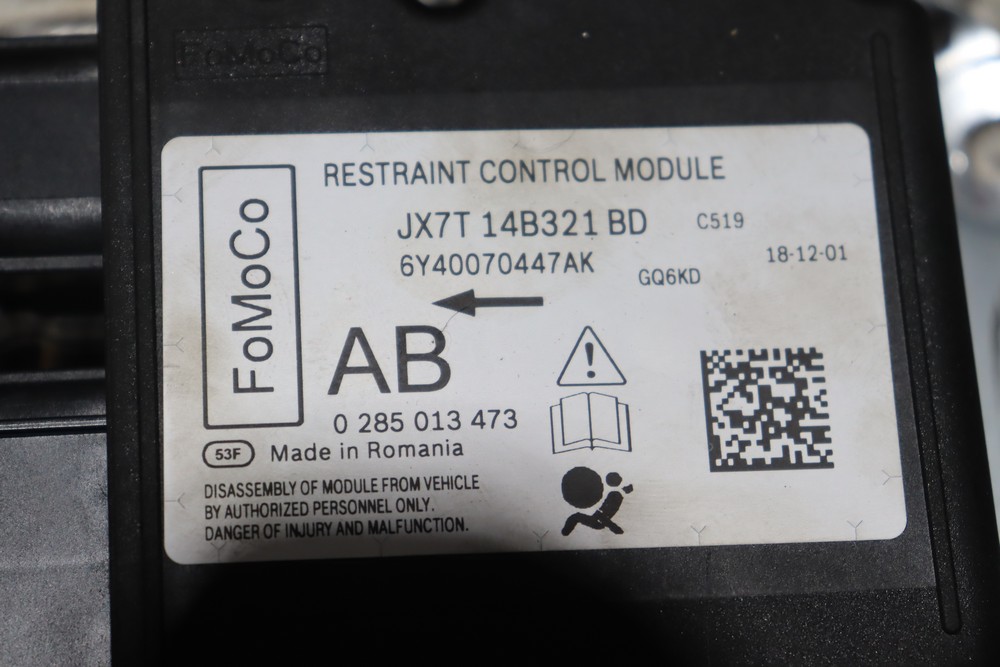 FoMoCo
FoMoCo
RESTRAINT CONTROL MODULE
JX7T 14B321 BD
C519
6Y40070447AK
GQ6KD
18-12-01
AB
0 285 013 473
53F
Made in Romania
DISASSEMBLY OF MODULE FROM VEHICLE
BY AUTHORIZED PERSONNEL ONLY.
DANGER OF INJURY AND MALFUNCTION.